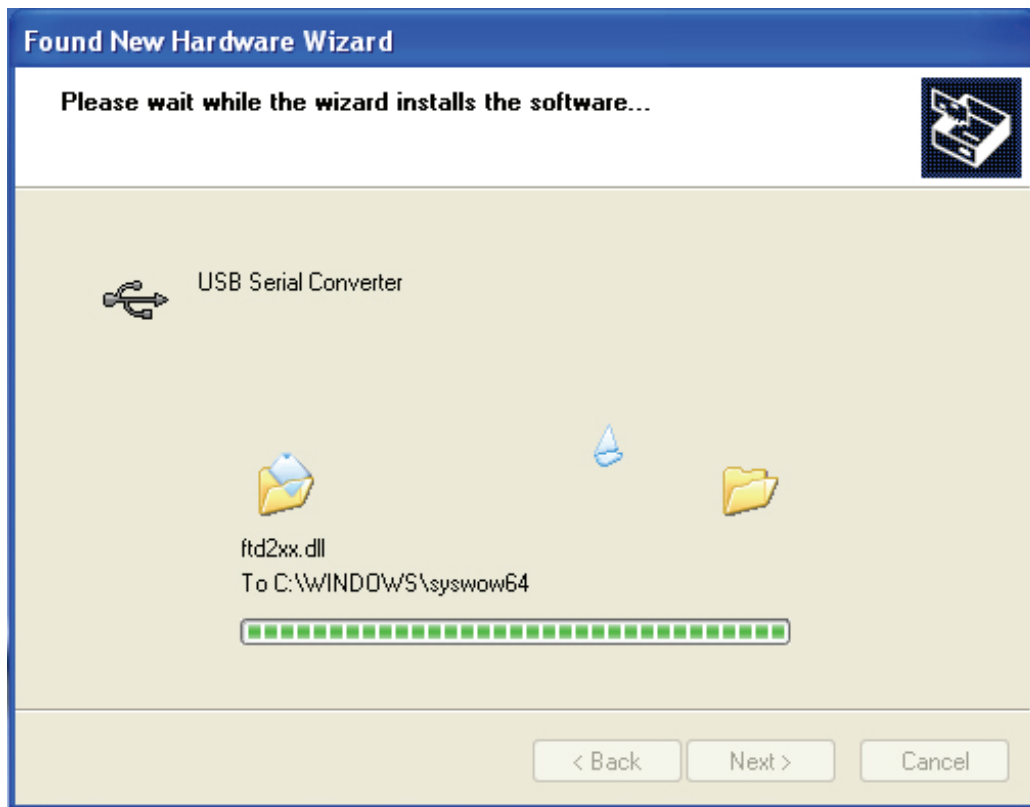 Found New Hardware Wizard
Please wait while the wizard installs the software...
USB Serial Converter
ftd2xx.dll
To C:\WINDOWS\syswow64
< Back
Next >
Cancel